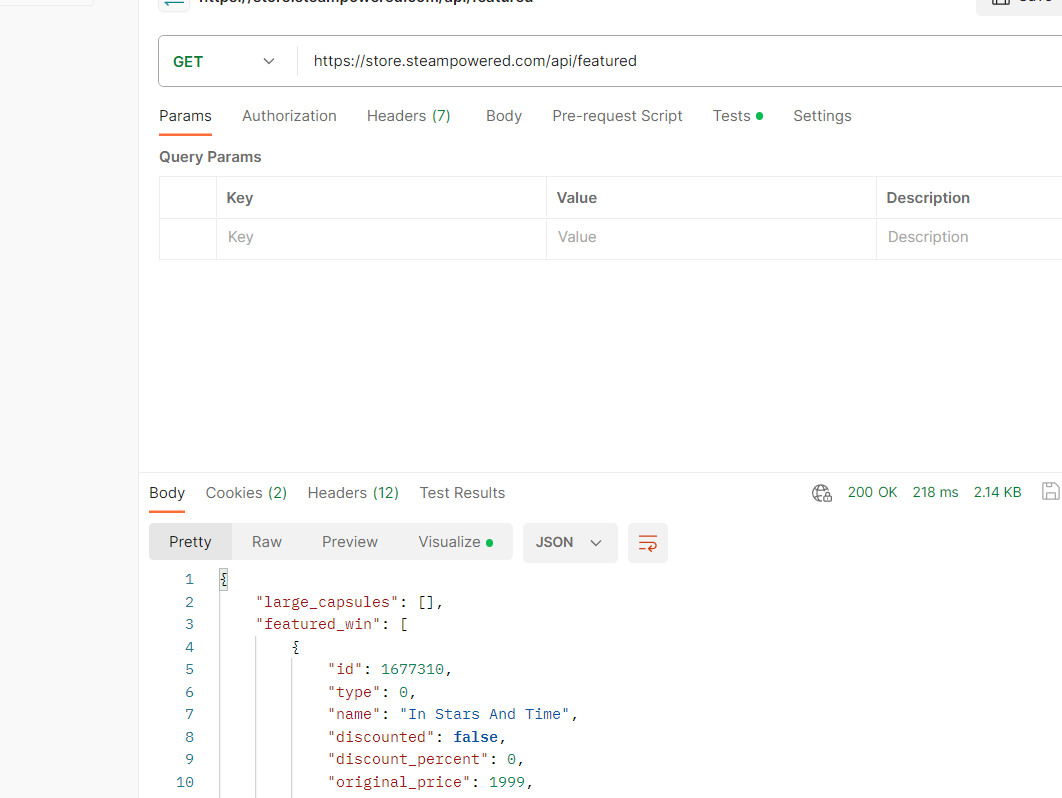 https://store.steampowered.com/api/featured
Save
GET https://store.steampowered.com/api/featured
Params Authorization Headers (7) Body Pre-request Script Tests Settings
Query Params
Key Value Description
Key Value Description
Body Cookies (2) Headers (12) Test Results 200 OK 218 ms 2.14 KB
Pretty Raw Preview Visualize JSON
1 {
2 "large_capsules": [],
3 "featured_win": [
4 {
5 "id": 1677310,
6 "type": 0,
7 "name": "In Stars And Time",
8 "discounted": false,
9 "discount_percent": 0,
10 "original_price": 1999,